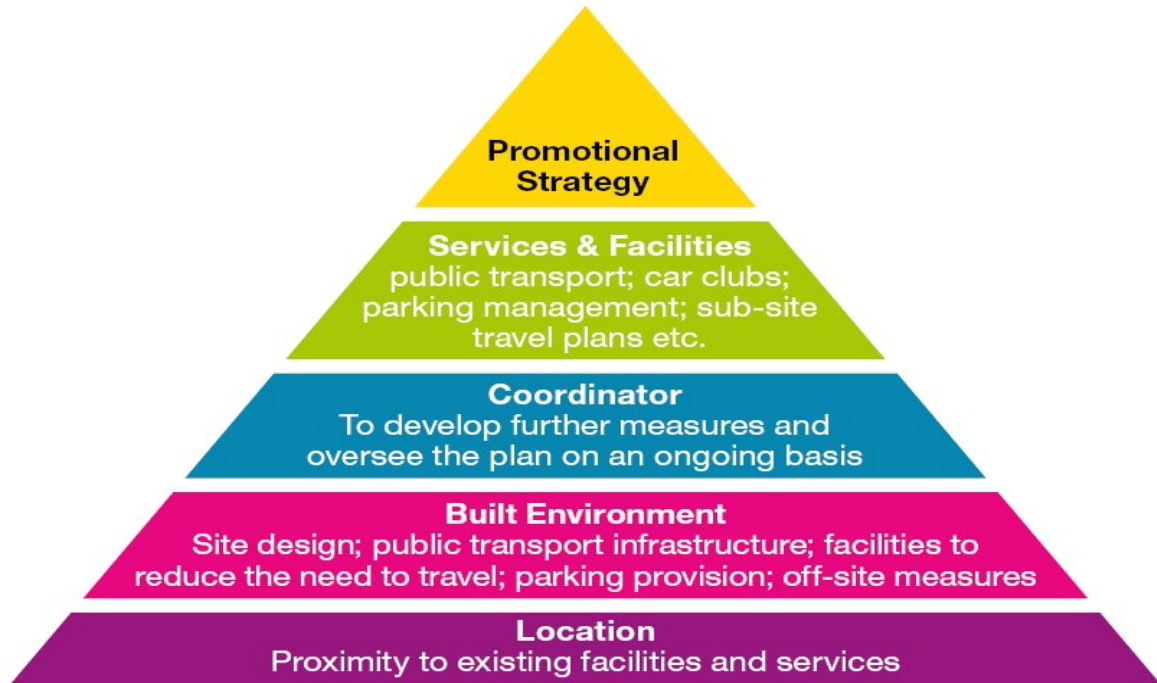 Promotional
Strategy
Services & Facilities
public transport; car clubs;
parking management; sub-site
travel plans etc.
Coordinator
To develop further measures and
oversee the plan on an ongoing basis
Built Environment
Site design; public transport infrastructure; facilities to
reduce the need to travel; parking provision; off-site measures
Location
Proximity to existing facilities and services